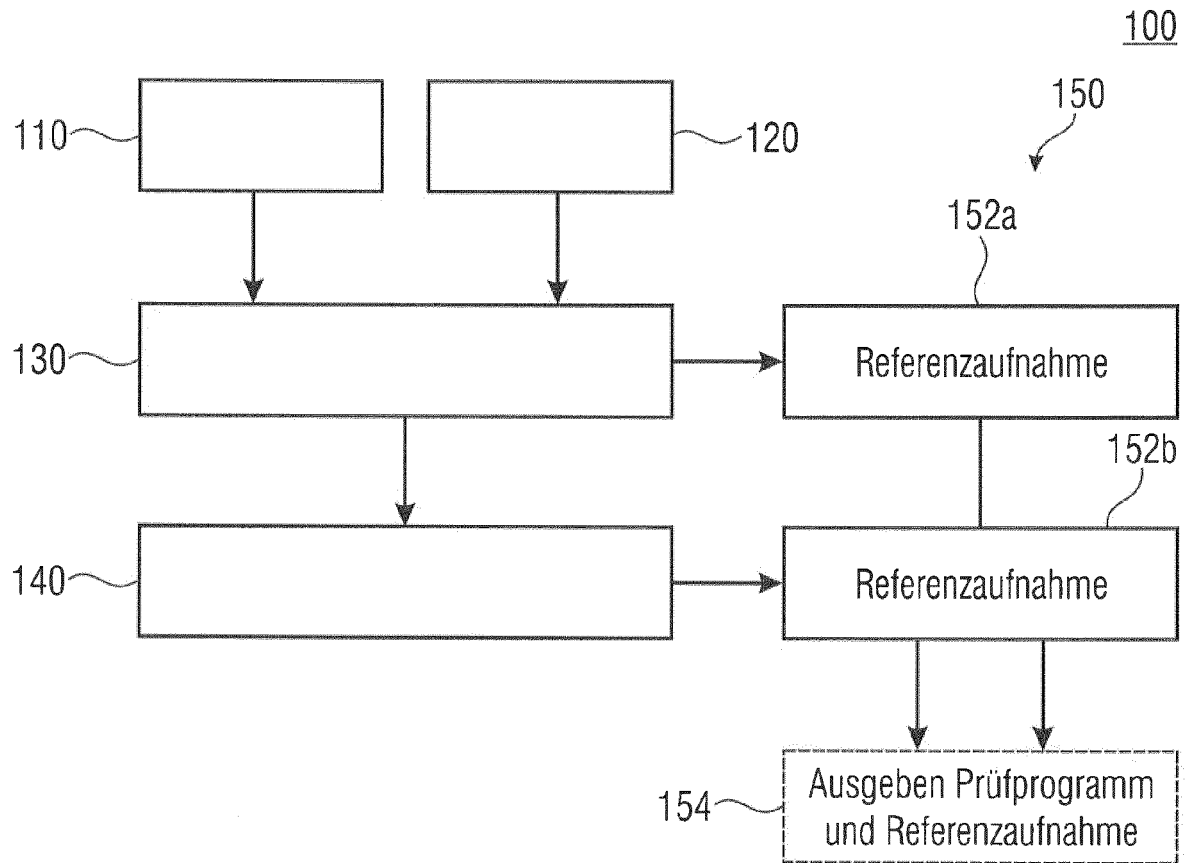 100
150
110
120
152a
130
Referenzaufnahme
152b
140
Referenzaufnahme
154
Ausgeben Prüfprogramm
und Referenzaufnahme